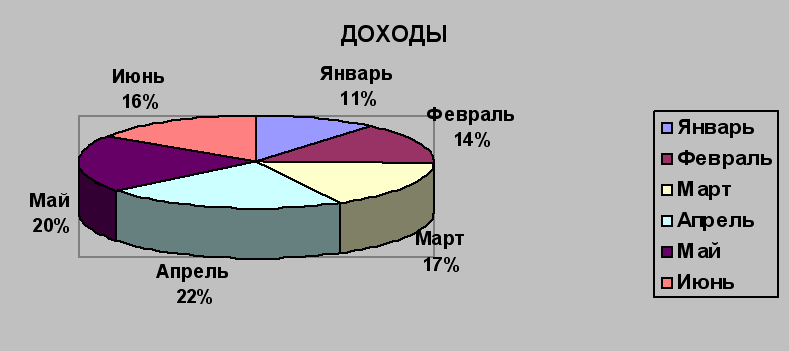 ДОХОДЫ
Январь
11%
Февраль
14%
Март
17%
Апрель
22%
Май
20%
Июнь
16%
Январь
Февраль
Март
Апрель
Май
Июнь